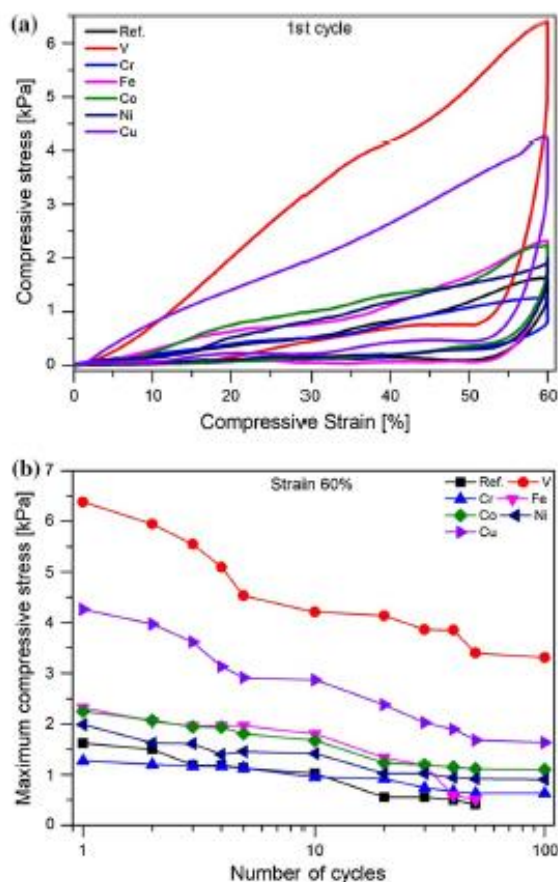 (a)
1st cycle
Ref.
V
Cr
Fe
Co
Ni
Cu
Compressive stress [kPa]
6
5
4
3
2
1
0
0 10 20 30 40 50 60
Compressive Strain [%]
(b)
Straiin 60%
Ref. V
Cr Fe
Co Ni
Cu
Maximum compressive stress [kPa]
7
6
5
4
3
2
1
0
1 10 100
Number of cycles